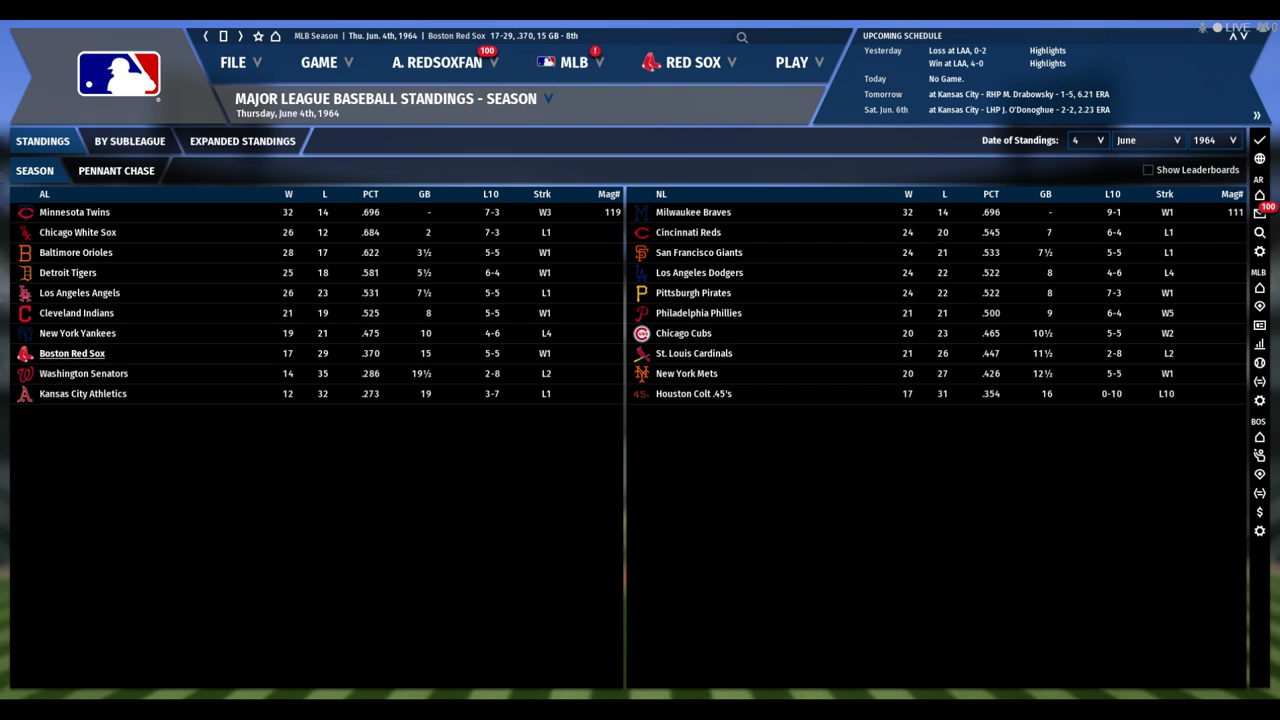 LIVE 0
MLB Season | Thu. Jun. 4th, 1964 | Boston Red Sox 17-29, .370, 15 GB - 8th
FILE GAME A. REDSOXFAN 100 MLB ! RED SOX PLAY
MAJOR LEAGUE BASEBALL STANDINGS - SEASON
Thursday, June 4th, 1964
UPCOMING SCHEDULE
Yesterday Loss at LAA, 0-2 Highlights
Win at LAA, 4-0 Highlights
Today No Game.
Tomorrow at Kansas City - RHP M. Drabowsky - 1-5, 6.21 ERA
Sat. Jun. 6th at Kansas City - LHP J. O'Donoghue - 2-2, 2.23 ERA
STANDINGS BY SUBLEAGUE EXPANDED STANDINGS
Date of Standings: 4 June 1964
SEASON PENNANT CHASE
Show Leaderboards
AL W L PCT GB L10 Strk Mag#
Minnesota Twins 32 14 .696 - 7-3 W3 119
Chicago White Sox 26 12 .684 2 7-3 L1
Baltimore Orioles 28 17 .622 3½ 5-5 W1
Detroit Tigers 25 18 .581 5½ 6-4 W1
Los Angeles Angels 26 23 .531 7½ 5-5 L1
Cleveland Indians 21 19 .525 8 5-5 W1
New York Yankees 19 21 .475 10 4-6 L4
Boston Red Sox 17 29 .370 15 5-5 W1
Washington Senators 14 35 .286 19½ 2-8 L2
Kansas City Athletics 12 32 .273 19 3-7 L1
NL W L PCT GB L10 Strk Mag#
Milwaukee Braves 32 14 .696 - 9-1 W1 111
Cincinnati Reds 24 20 .545 7 6-4 L1
San Francisco Giants 24 21 .533 7½ 5-5 L1
Los Angeles Dodgers 24 22 .522 8 4-6 L4
Pittsburgh Pirates 24 22 .522 8 7-3 W1
Philadelphia Phillies 21 21 .500 9 6-4 W5
Chicago Cubs 20 23 .465 10½ 5-5 W2
St. Louis Cardinals 21 26 .447 11½ 2-8 L2
New York Mets 20 27 .426 12½ 5-5 W1
Houston Colt .45's 17 31 .354 16 0-10 L10
AR
100
MLB
BOS